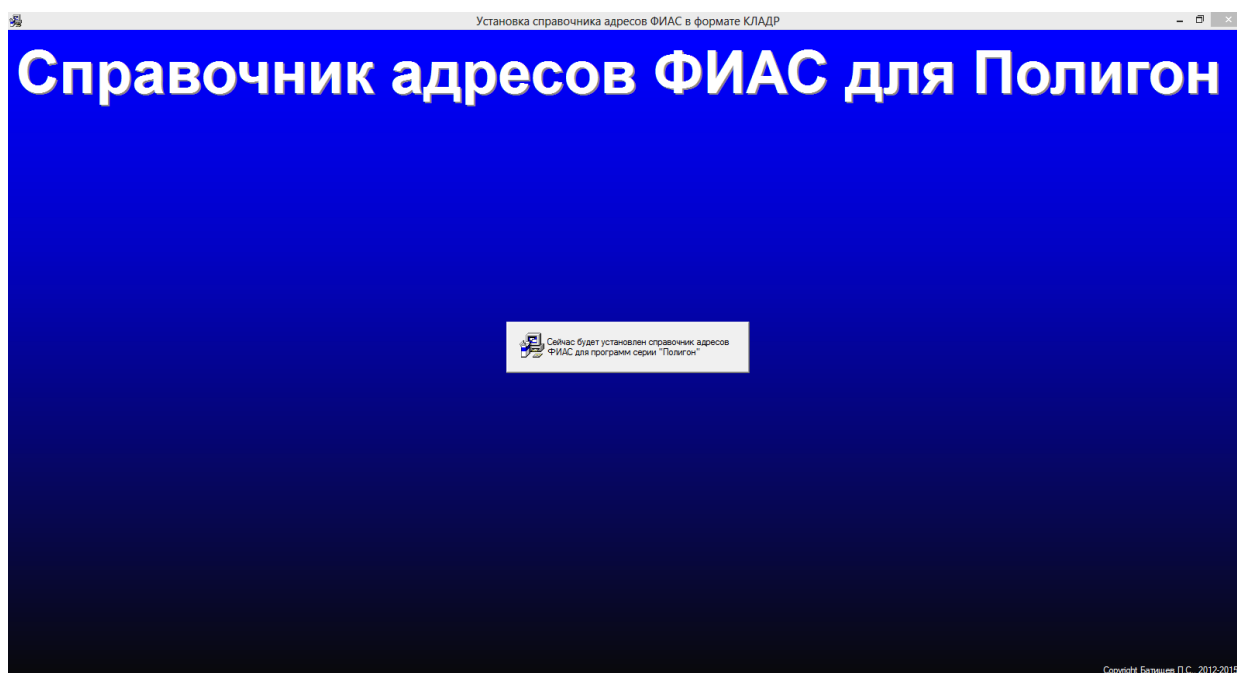 Установка справочника адресов ФИАС в формате КЛАДР
Справочник адресов ФИАС для Полигон
Сейчас будет установлен справочник адресов
ФИАС для программ серии "Полигон"
Copyright Батищев П.С., 2012-2015